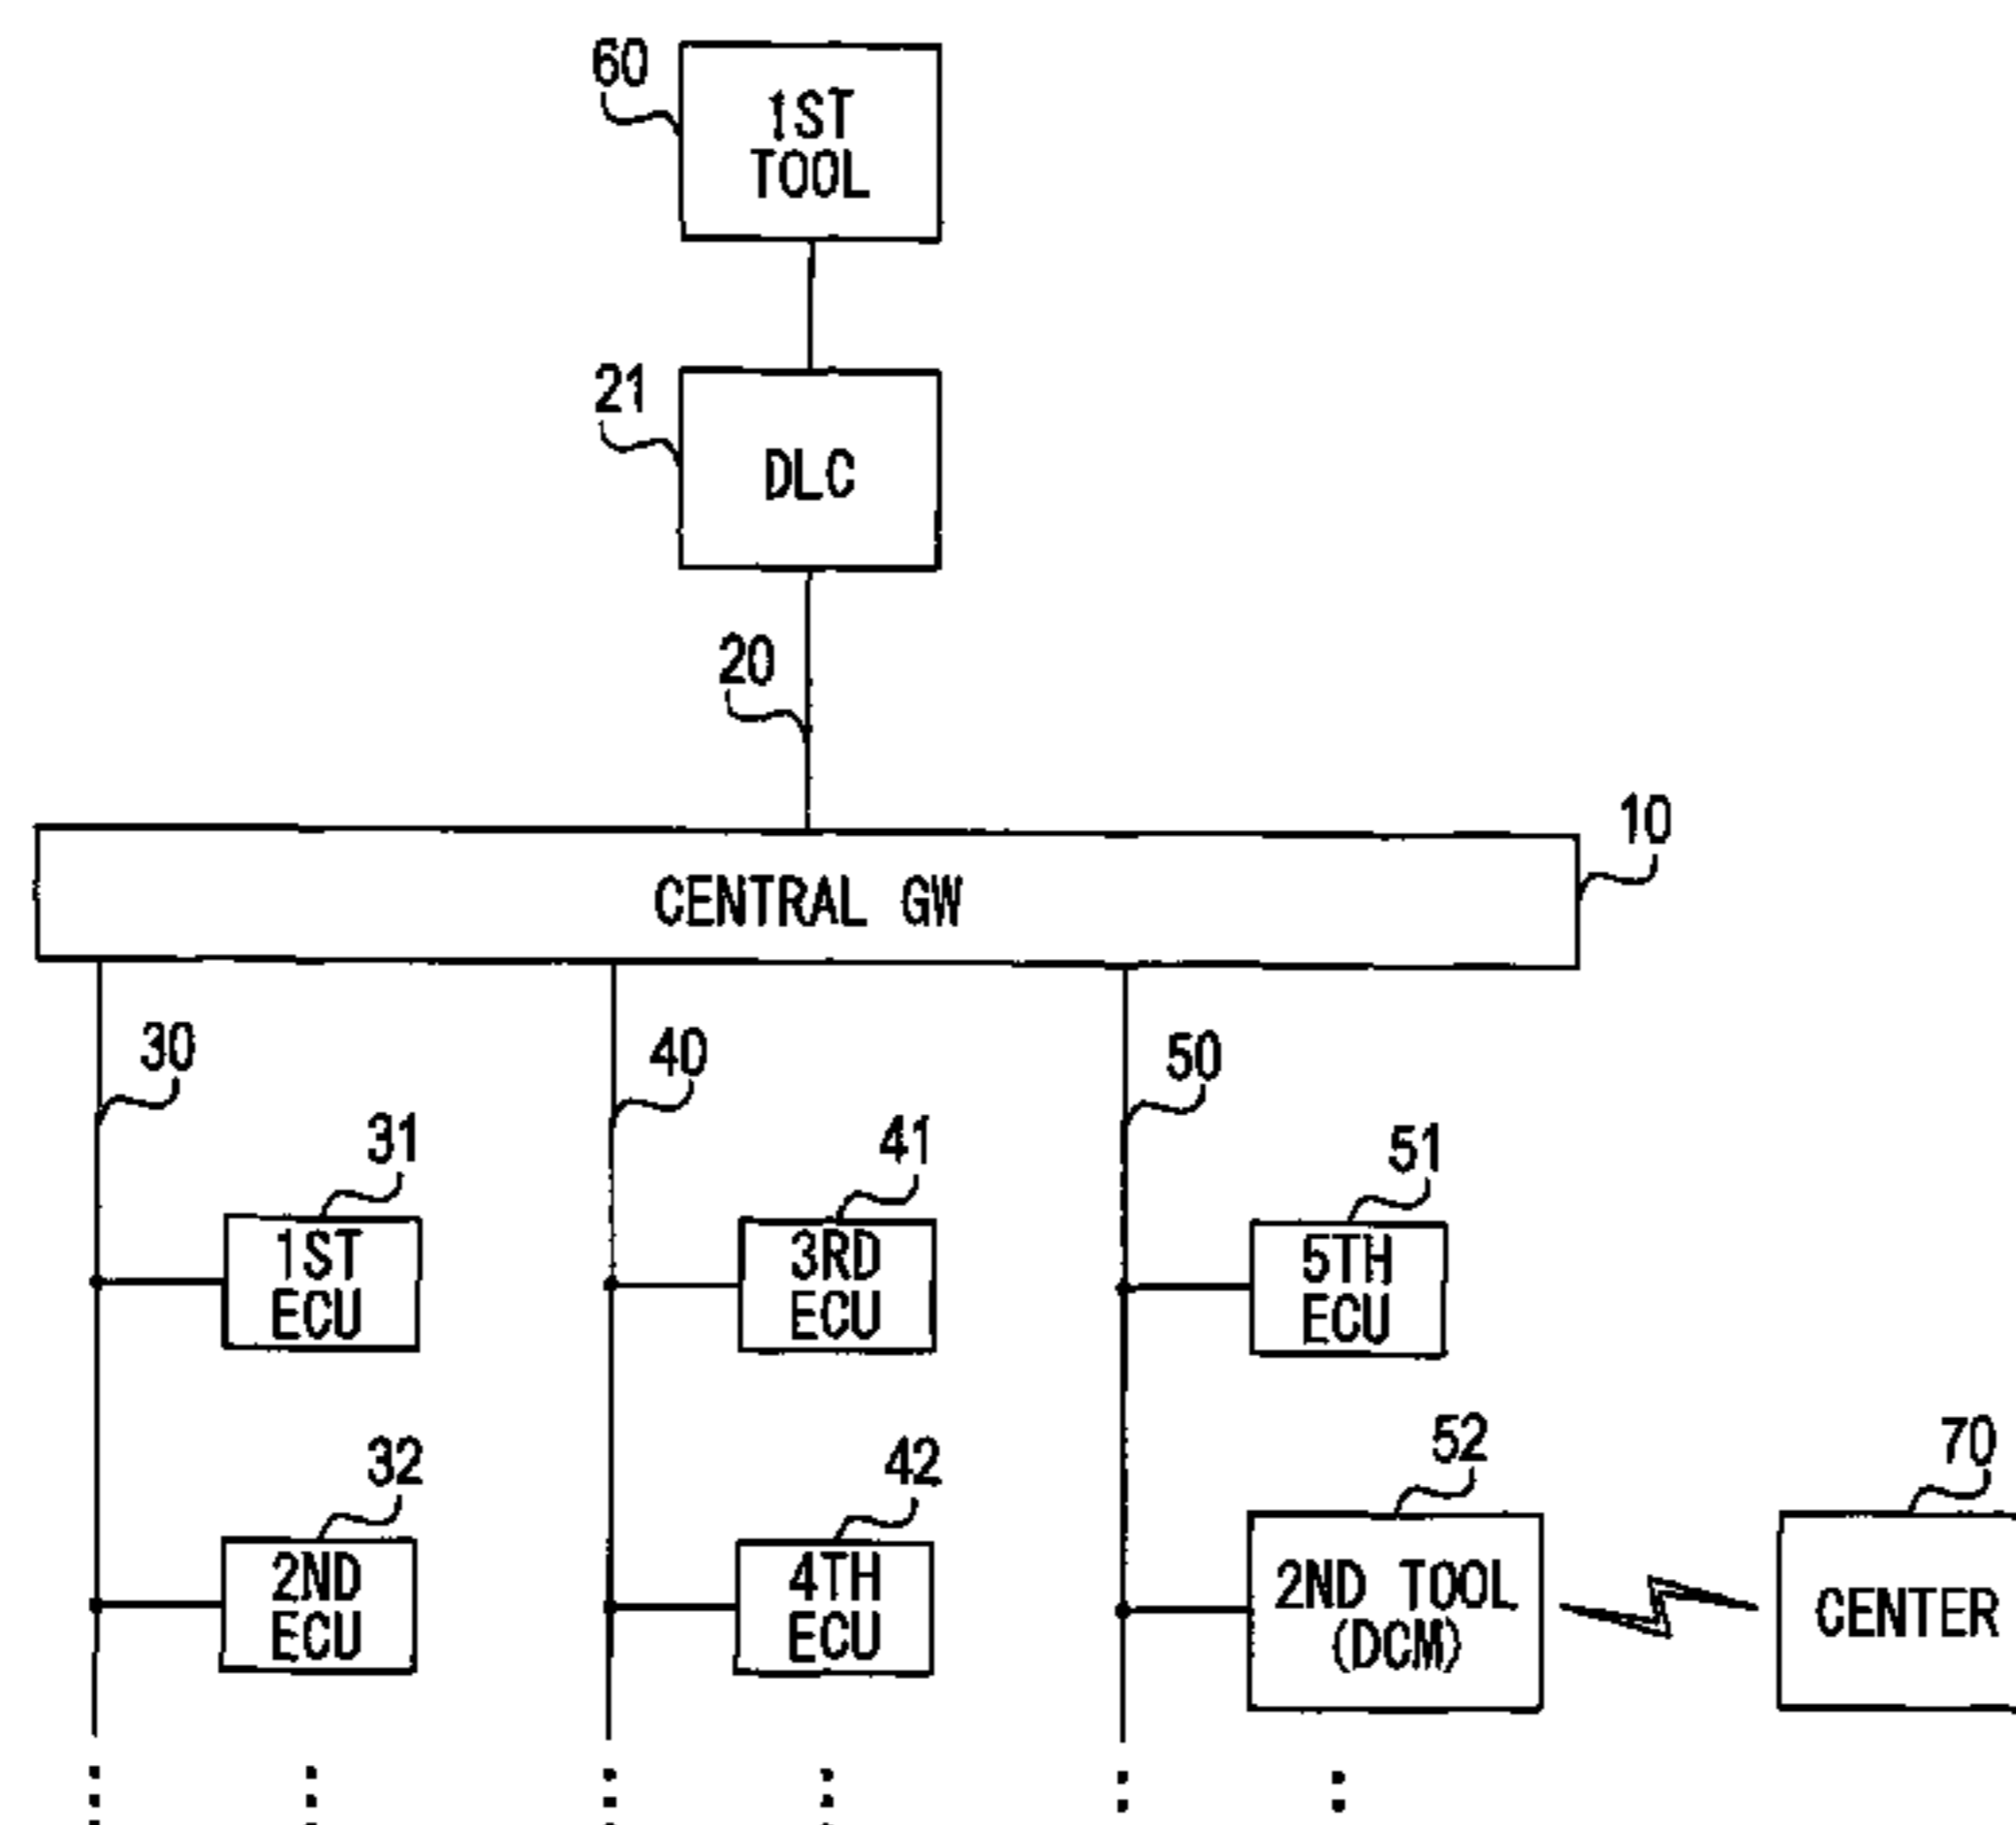 60
1ST
TOOL
21
DLC
20
10
CENTRAL GW
30
40
50
31
41
51
1ST
ECU
3RD
ECU
5TH
ECU
32
42
52
70
2ND
ECU
4TH
ECU
2ND TOOL
(DCM)
CENTER